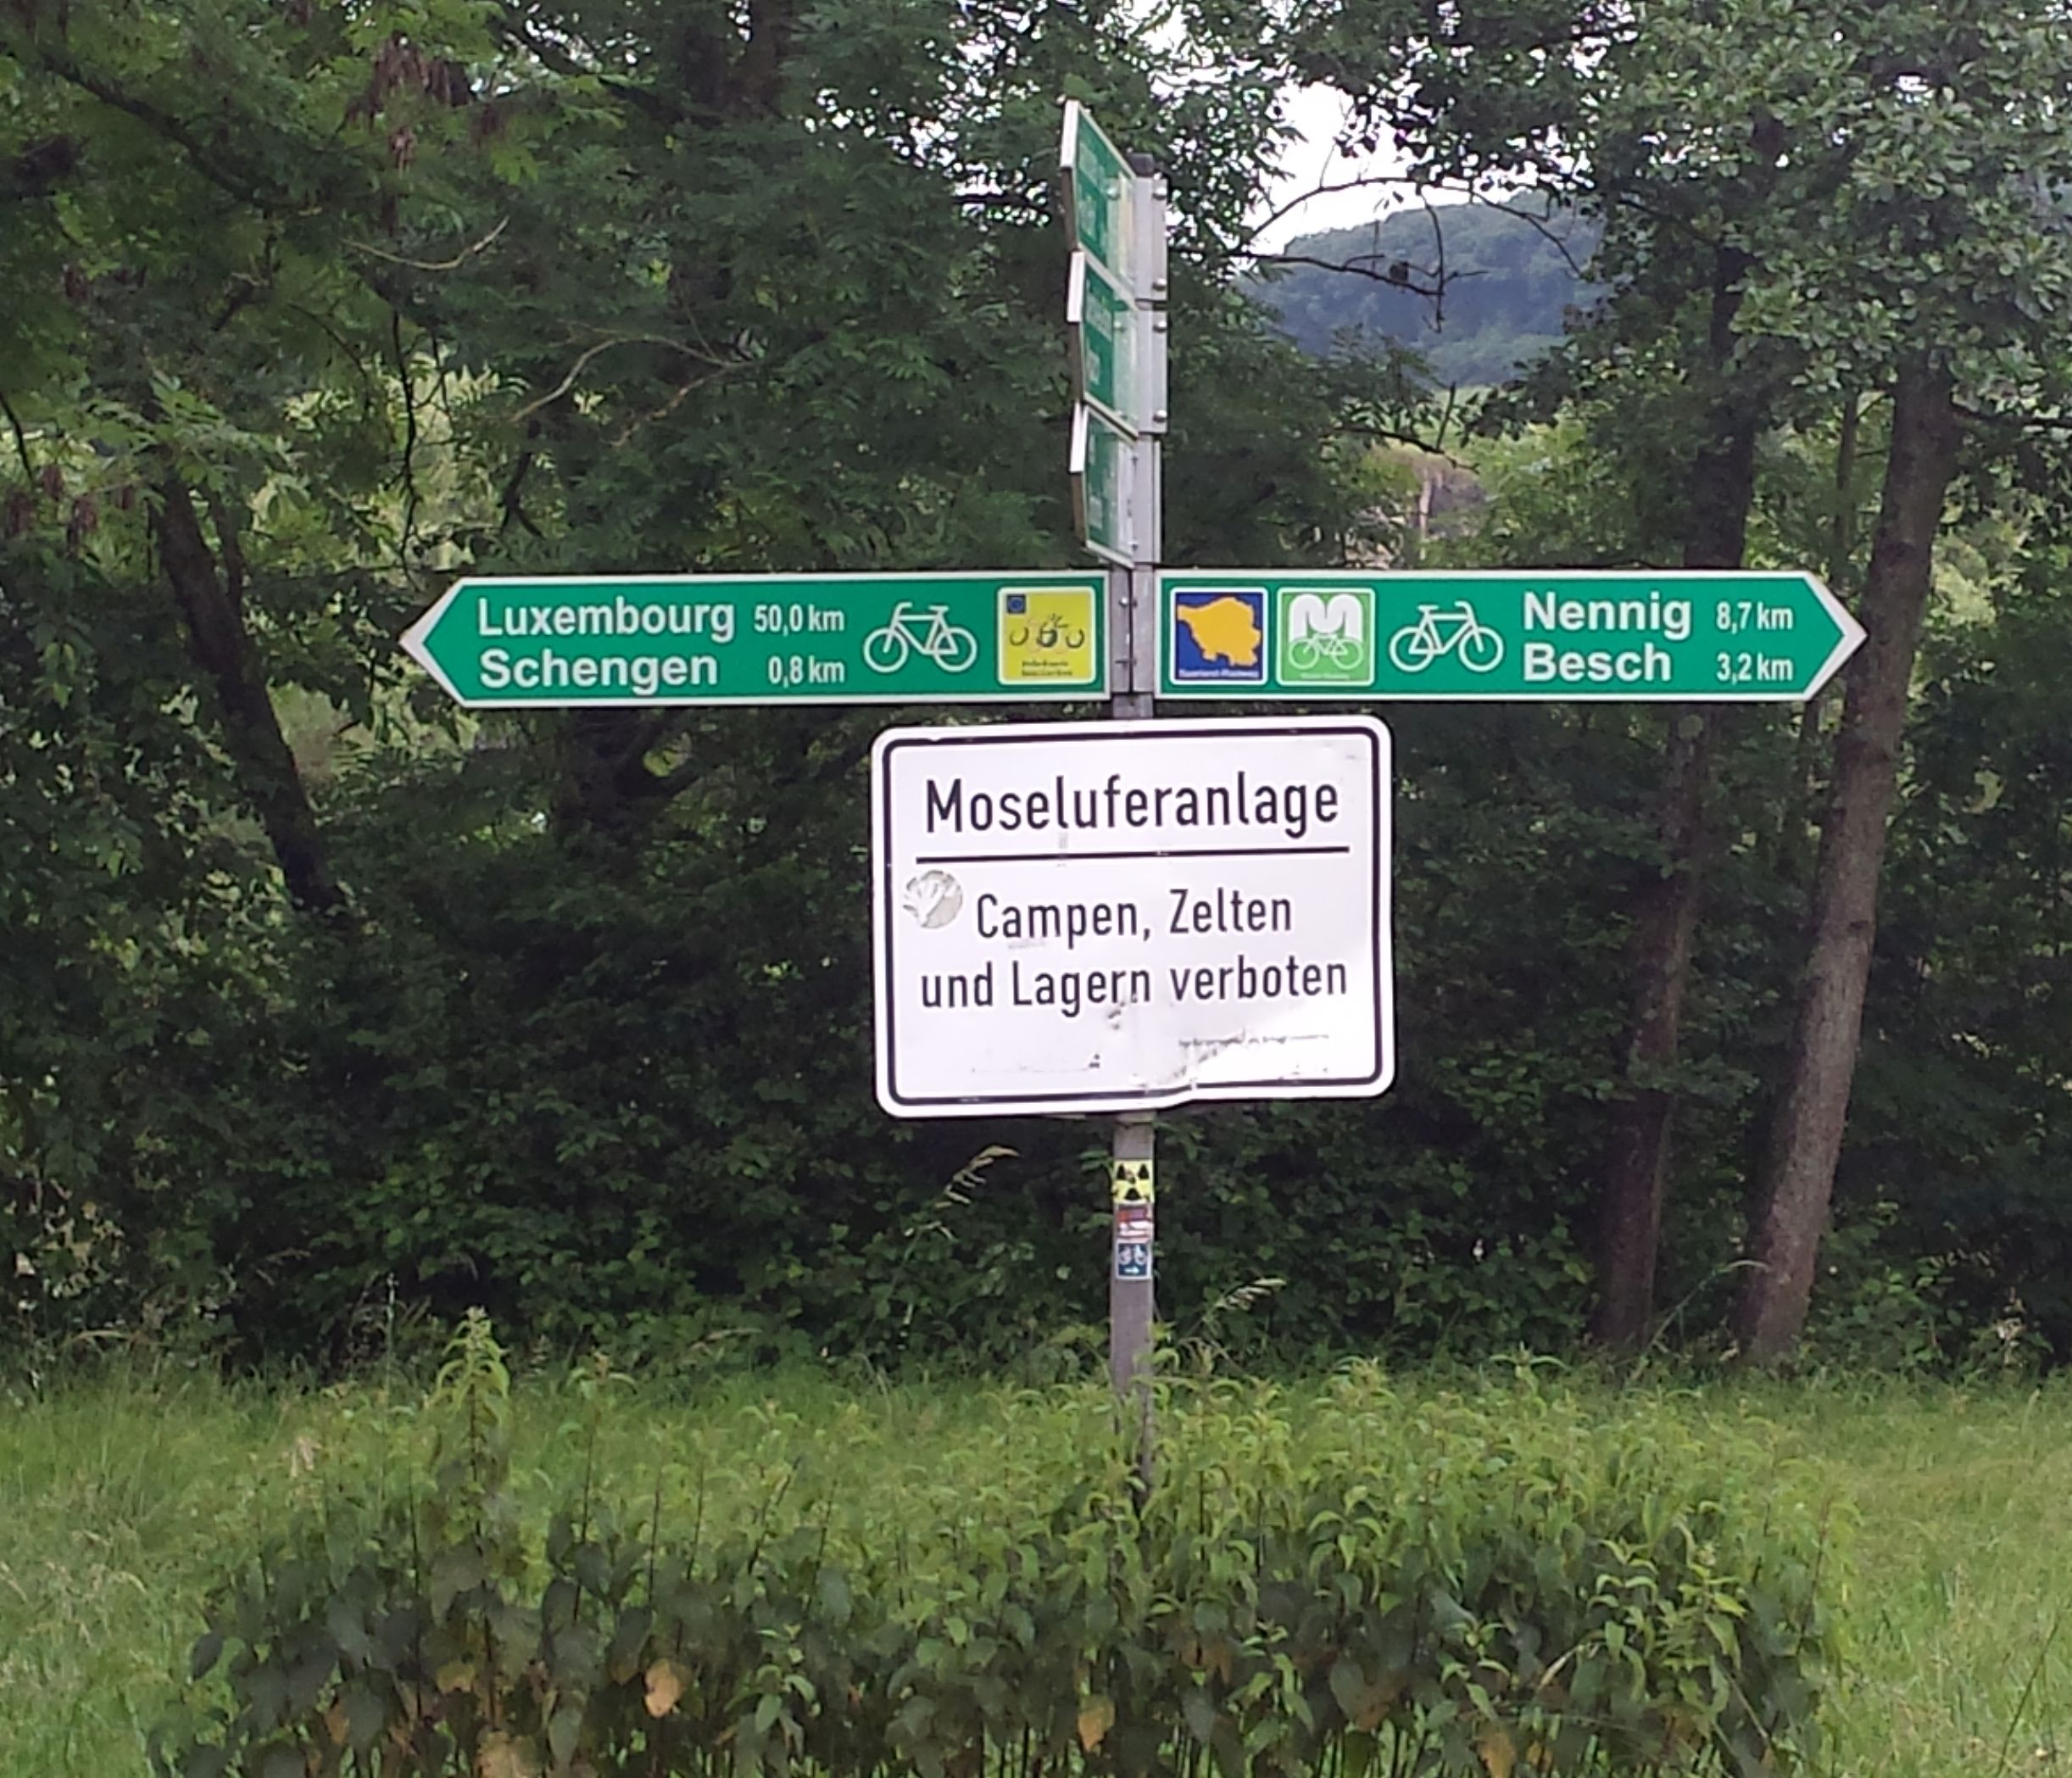 Luxembourg 50,0 km
Schengen 0,8 km
Nennig 8,7 km
Besch 3,2 km
Moseluferanlage
Campen, Zelten
und Lagern verboten